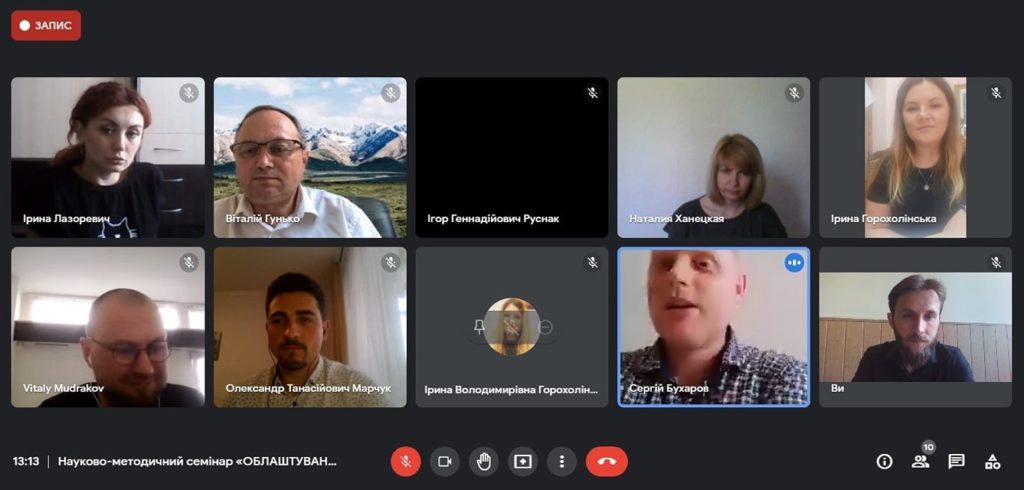 ЗАПИС
Ірина Лазоревич
Віталій Гунько
Ігор Геннадійович Руснак
Наталия Ханецкая
Ірина Горохолінська
Vitaly Mudrakov
Олександр Танасійович Марчук
Ірина Володимирівна Горохолін...
Сергій Бухаров
Ви
10
13:13 | Науково-методичний семінар «ОБЛАШТУВАН...